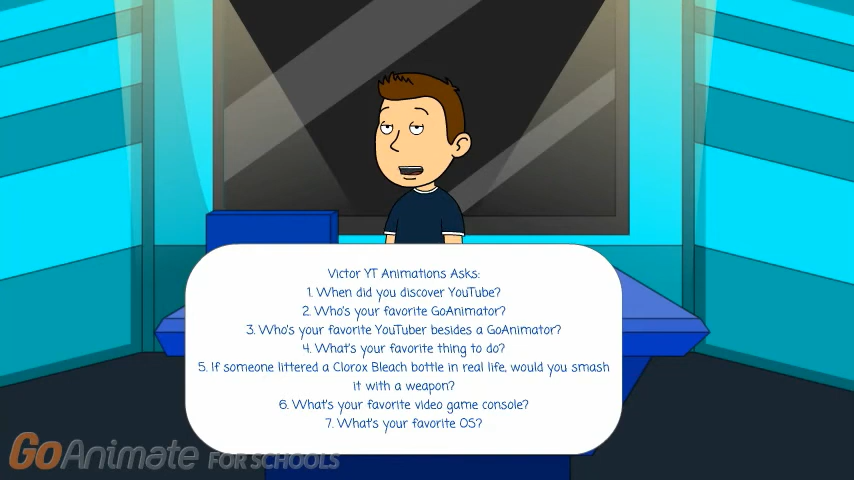 Victor YT Animations Asks:
1. When did you discover YouTube?
2. Who's your favorite GoAnimator?
3. Who's your favorite YouTuber besides a GoAnimator?
4. What's your favorite thing to do?
5. If someone littered a Clorox Bleach bottle in real life, would you smash
it with a weapon?
6. What's your favorite video game console?
7. What's your favorite OS?
GoAnimate FOR SCHOOLS